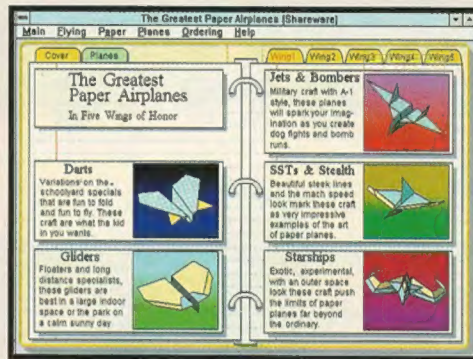 The Greatest Paper Airplanes [Shareware]
Main Flying Paper Planes Ordering Help
Cover Planes
Wing1 Wing2 Wing3 Wing4 Wing5
The Greatest
Paper Airplanes
In Five Wings of Honor
Darts
Variations on the
schoolyard specials
that are fun to fold
and fun to fly. These
craft are what the kid
in you wants.
Gliders
Floaters and long
distance specialists,
these gliders are
best in a large indoor
space or the park on
a calm sunny day
Jets & Bombers
Military craft with A-1
style, these planes
will spark your imag-
ination as you create
dog fights and bomb
runs.
SSTs & Stealth
Beautiful sleek lines
and the mach speed
look mark these craft
as very impressive
examples of the art
of paper planes.
Starships
Exotic, experimental,
with an outer space
look these craft push
the limits of paper
planes far beyond
the ordinary.